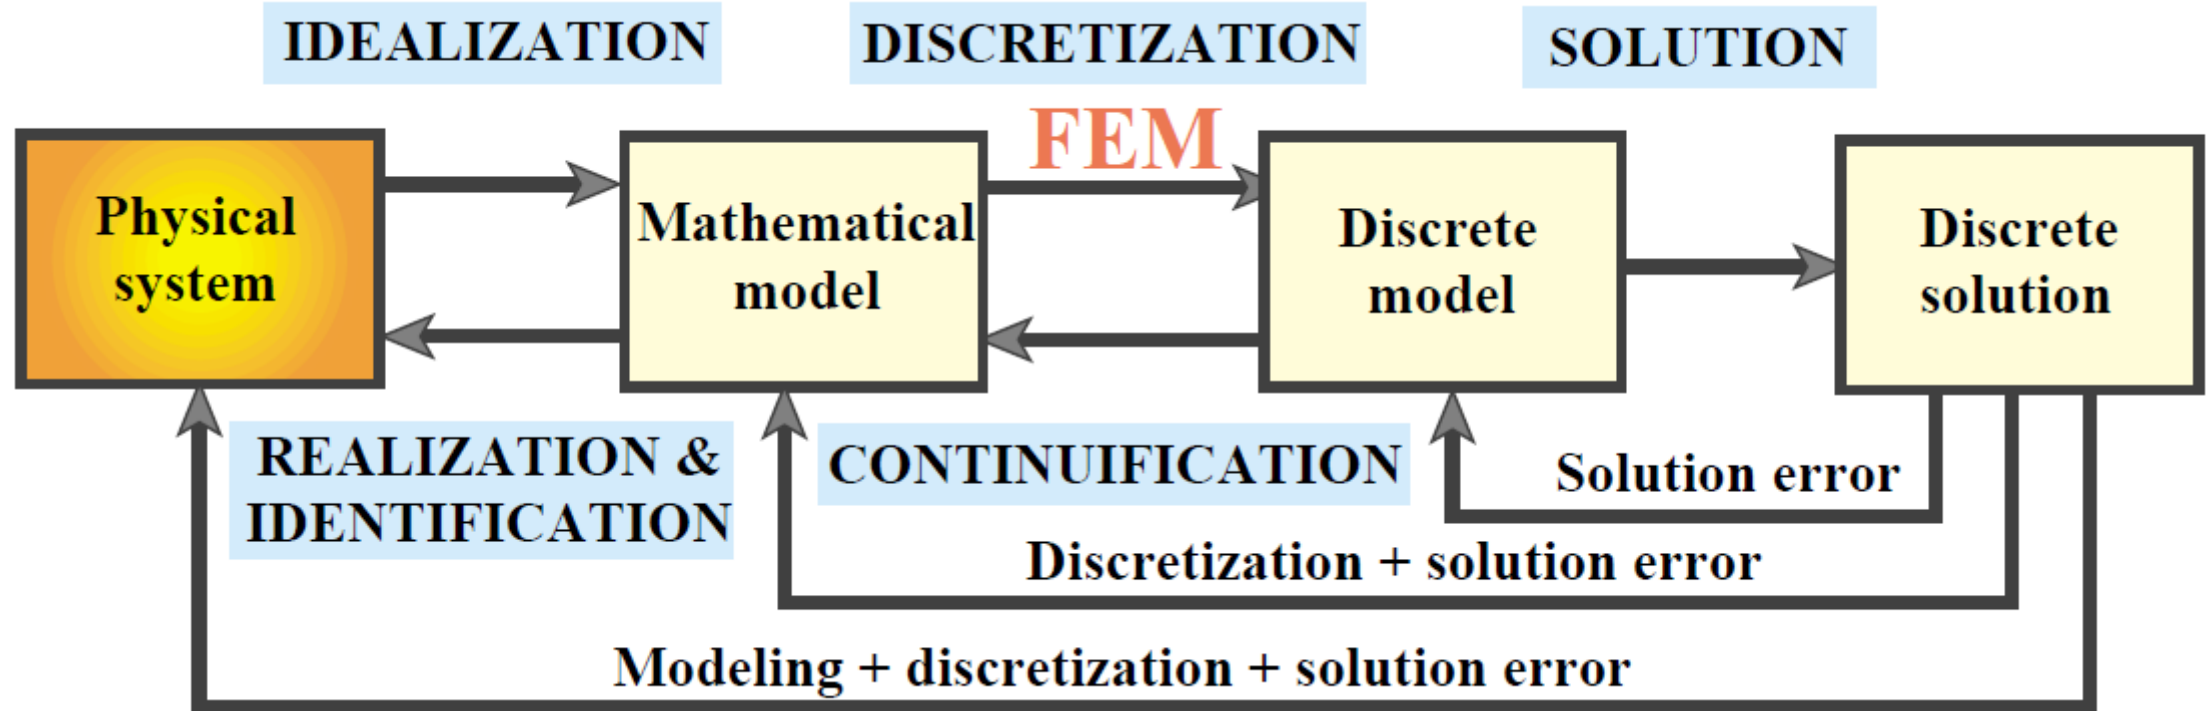 IDEALIZATION
DISCRETIZATION
SOLUTION
FEM
Physical
system
Mathematical
model
Discrete
model
Discrete
solution
REALIZATION &
IDENTIFICATION
CONTINUIFICATION
Solution error
Discretization + solution error
Modeling + discretization + solution error